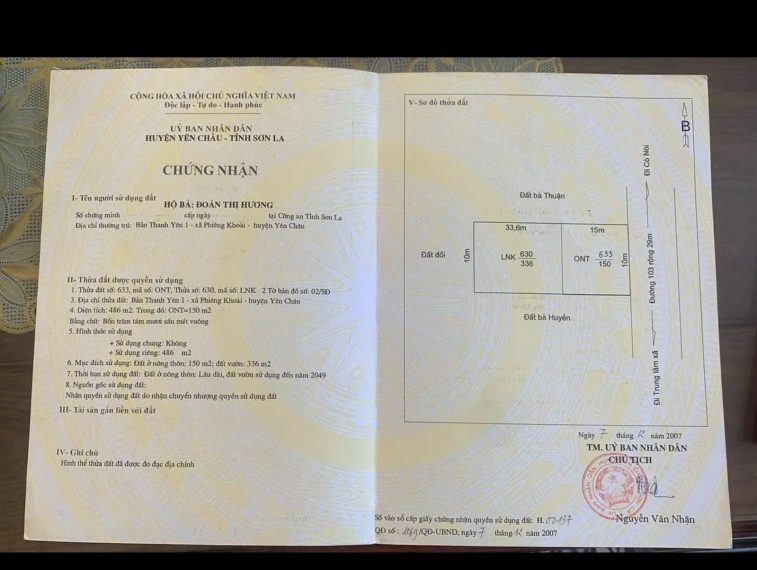 CỘNG HÒA XÃ HỘI CHỦ NGHĨA VIỆT NAM
Độc lập - Tự do - Hạnh phúc
UỶ BAN NHÂN DÂN
HUYỆN YÊN CHÂU - TỈNH SƠN LA
CHỨNG NHẬN
I- Tên người sử dụng đất
HỘ BÀ: ĐOÀN THỊ HƯƠNG
Số chứng minh cấp ngày tại Công an Tỉnh Sơn La
Địa chỉ thường trú: Bản Thanh Yên 1 - xã Phiêng Khoài - huyện Yên Châu
II- Thửa đất được quyền sử dụng
1. Thửa đất số: 633, mã số: ONT, Thửa số: 630, mã số: LNK 2 Tờ bản đồ số: 02/SĐ
3. Địa chỉ thửa đất: Bản Thanh Yên 1 - xã Phiêng Khoài - huyện Yên Châu
4. Diện tích: 486 m2. Trong đó: ONT=150 m2
Bằng chữ: Bốn trăm tám mươi sáu mét vuông
5. Hình thức sử dụng
+ Sử dụng chung: Không
+ Sử dụng riêng: 486 m2
6. Mục đích sử dụng: Đất ở nông thôn: 150 m2; đất vườn: 336 m2
7. Thời hạn sử dụng đất: Đất ở nông thôn: Lâu dài, đất vườn sử dụng đến năm 2049
8. Nguồn gốc sử dụng đất:
Nhận quyền sử dụng đất do nhận chuyển nhượng quyền sử dụng đất
III- Tài sản gắn liền với đất
IV- Ghi chú
Hình thể thửa đất đã được đo đạc địa chính
V- Sơ đồ thửa đất
B
Đi Cò Nòi
Đất bà Thuận
33,6m
15m
Đất đồi
10m
LNK 630
336
ONT 633
150
10m
Đường 103 rộng 29m
Đất bà Huyền
Đi Trung tâm xã
Ngày 7 tháng 12 năm 2007
TM. UỶ BAN NHÂN DÂN
CHỦ TỊCH
Nguyễn Văn Nhận
Số vào sổ cấp giấy chứng nhận quyền sử dụng đất: H.
QĐ số: /QĐ-UBND, ngày 7 tháng 12 năm 2007